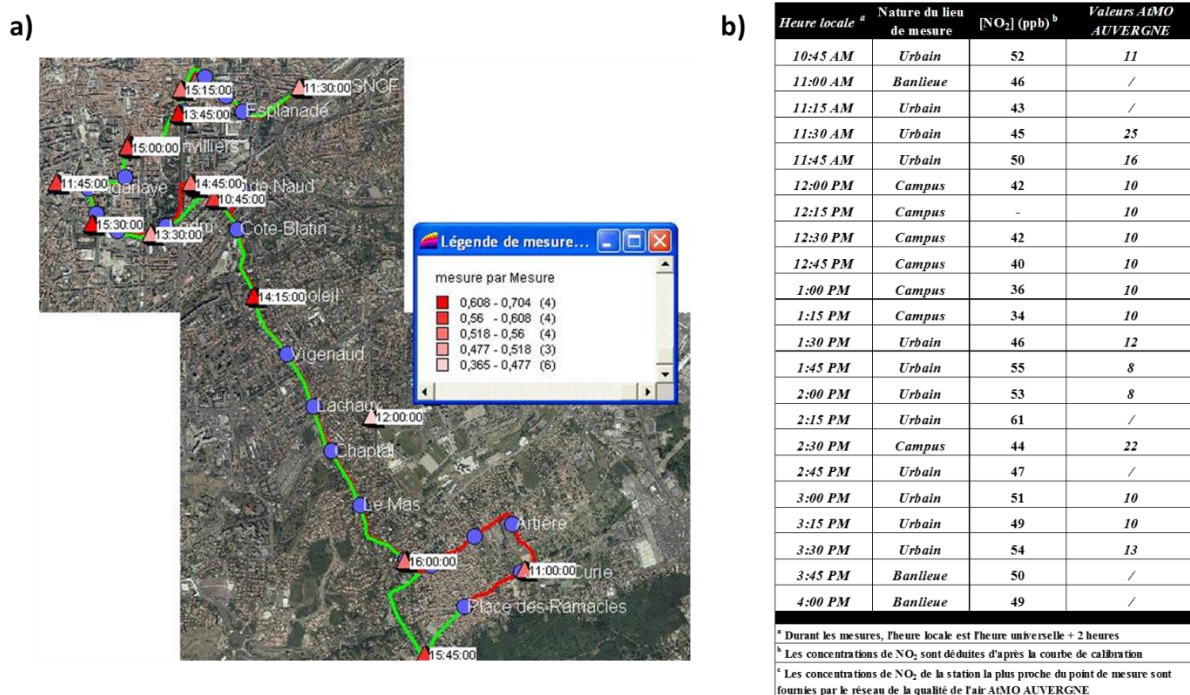 a)
15:15:00
SNCF
11:30:00
Esplanade
13:45:00
15:00:00
nvilliers
11:45:00
14:45:00
de Naud
10:45:00
15:30:00
13:30:00
Cote-Blatin
14:15:00
oleil
Vigenaud
Lachaux
12:00:00
Chaptal
Le Mas
Artière
16:00:00
11:00:00
Curie
Place des Ramacles
15:45:00
Légende de mesure...
mesure par Mesure
0,608 - 0,704 (4)
0,56 - 0,608 (4)
0,518 - 0,56 (4)
0,477 - 0,518 (3)
0,365 - 0,477 (6)
b)
Heure locale a Nature du lieu de mesure [NO2] (ppb) b Valeurs AtMO AUVERGNE
10:45 AM Urbain 52 11
11:00 AM Banlieue 46 /
11:15 AM Urbain 43 /
11:30 AM Urbain 45 25
11:45 AM Urbain 50 16
12:00 PM Campus 42 10
12:15 PM Campus - 10
12:30 PM Campus 42 10
12:45 PM Campus 40 10
1:00 PM Campus 36 10
1:15 PM Campus 34 10
1:30 PM Urbain 46 12
1:45 PM Urbain 55 8
2:00 PM Urbain 53 8
2:15 PM Urbain 61 /
2:30 PM Campus 44 22
2:45 PM Urbain 47 /
3:00 PM Urbain 51 10
3:15 PM Urbain 49 10
3:30 PM Urbain 54 13
3:45 PM Banlieue 50 /
4:00 PM Banlieue 49 /
a Durant les mesures, l'heure locale est l'heure universelle + 2 heures
b Les concentrations de NO2 sont déduites d'après la courbe de calibration
c Les concentrations de NO2 de la station la plus proche du point de mesure sont
fournies par le réseau de la qualité de l'air AtMO AUVERGNE